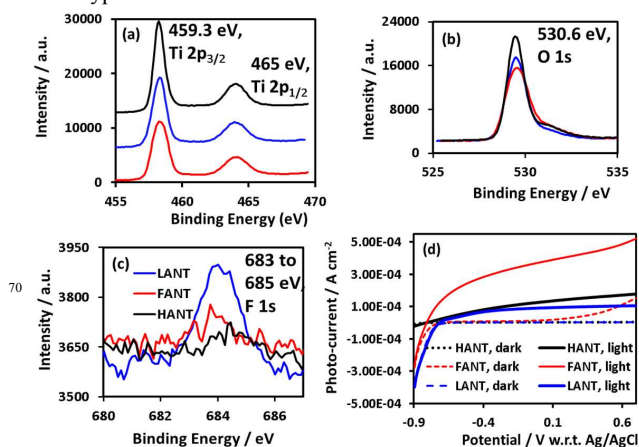 (a)
459.3 eV,
Ti 2p3/2
465 eV,
Ti 2p1/2
Intensity / a.u.
30000
20000
10000
0
455
460
465
470
Binding Energy (eV)
(b)
530.6 eV,
O 1s
Intensity / a.u.
24000
16000
8000
0
525
530
535
Binding Energy / eV
70
(c)
683 to
685 eV,
F 1s
LANT
FANT
HANT
Intensity / a.u.
3950
3800
3650
3500
680
682
684
686
Binding Energy / eV
(d)
Photo-current / A cm-2
5.00E-04
3.00E-04
1.00E-04
-1.00E-04
-3.00E-04
-5.00E-04
HANT, dark
HANT, light
FANT, dark
FANT, light
LANT, dark
LANT, light
-0.9
-0.4
0.1
0.6
Potential / V w.r.t. Ag/AgCl